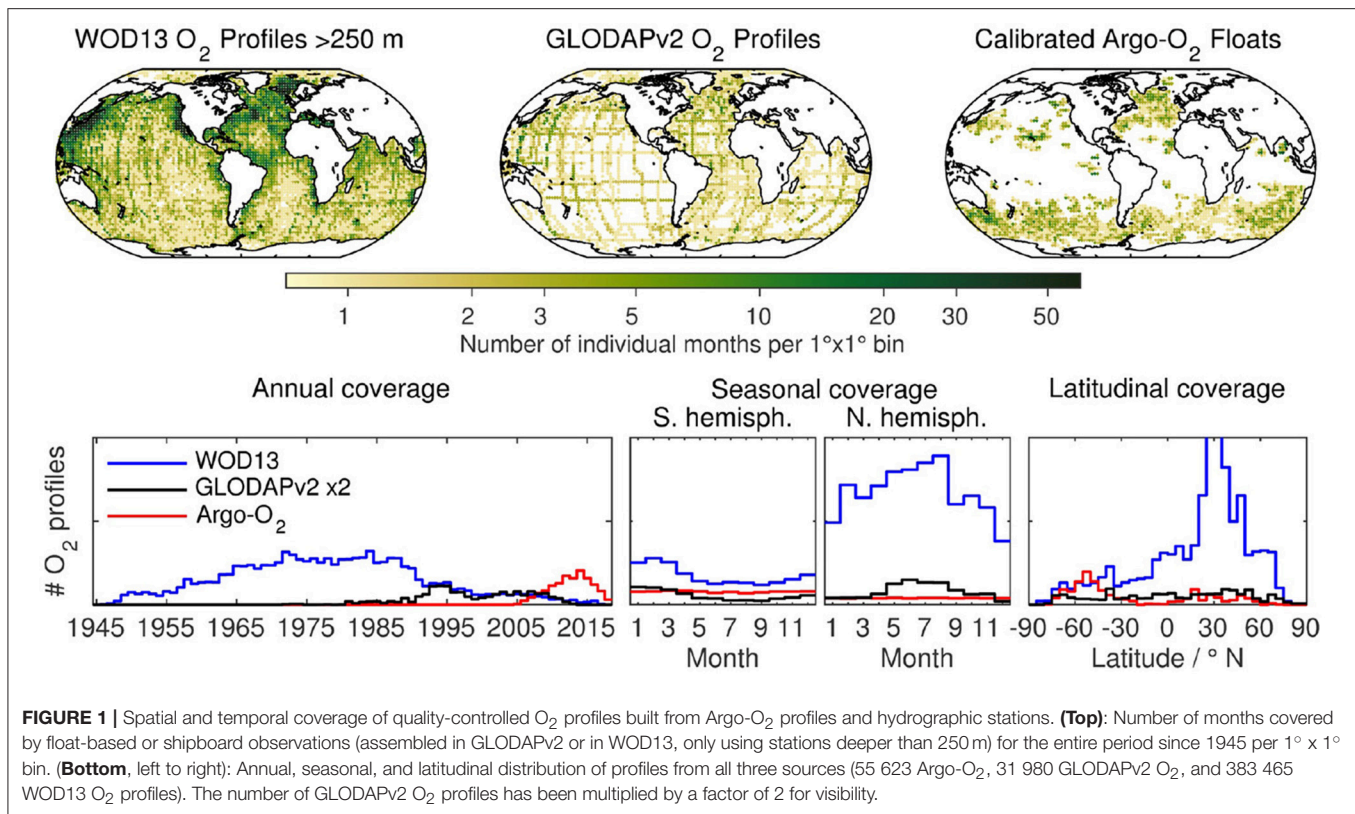 WOD13 O₂ Profiles >250 m
GLODAPv2 O₂ Profiles
Calibrated Argo-O₂ Floats
1 2 3 5 10 20 30 50
Number of individual months per 1°x1° bin
Annual coverage
Seasonal coverage
Latitudinal coverage
S. hemisph.
N. hemisph.
# O₂ profiles
WOD13
GLODAPv2 x2
Argo-O₂
1945 1955 1965 1975 1985 1995 2005 2015
1 3 5 7 9 11
Month
1 3 5 7 9 11
Month
-90 -60 -30 0 30 60 90
Latitude / ° N
FIGURE 1 | Spatial and temporal coverage of quality-controlled O₂ profiles built from Argo-O₂ profiles and hydrographic stations. (Top): Number of months covered
by float-based or shipboard observations (assembled in GLODAPv2 or in WOD13, only using stations deeper than 250 m) for the entire period since 1945 per 1° x 1°
bin. (Bottom, left to right): Annual, seasonal, and latitudinal distribution of profiles from all three sources (55 623 Argo-O₂, 31 980 GLODAPv2 O₂, and 383 465
WOD13 O₂ profiles). The number of GLODAPv2 O₂ profiles has been multiplied by a factor of 2 for visibility.